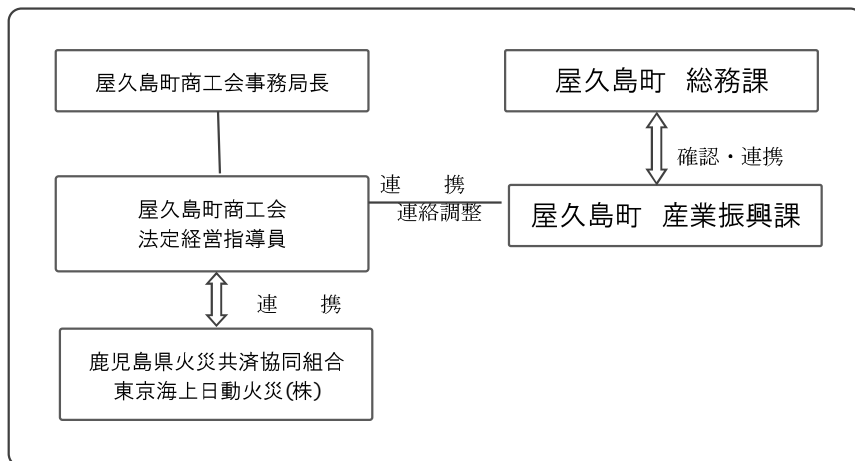 屋久島町商工会事務局長
屋久島町 総務課
確認・連携
屋久島町商工会
法定経営指導員
連 携
連絡調整
屋久島町 産業振興課
連 携
鹿児島県火災共済協同組合
東京海上日動火災(株)